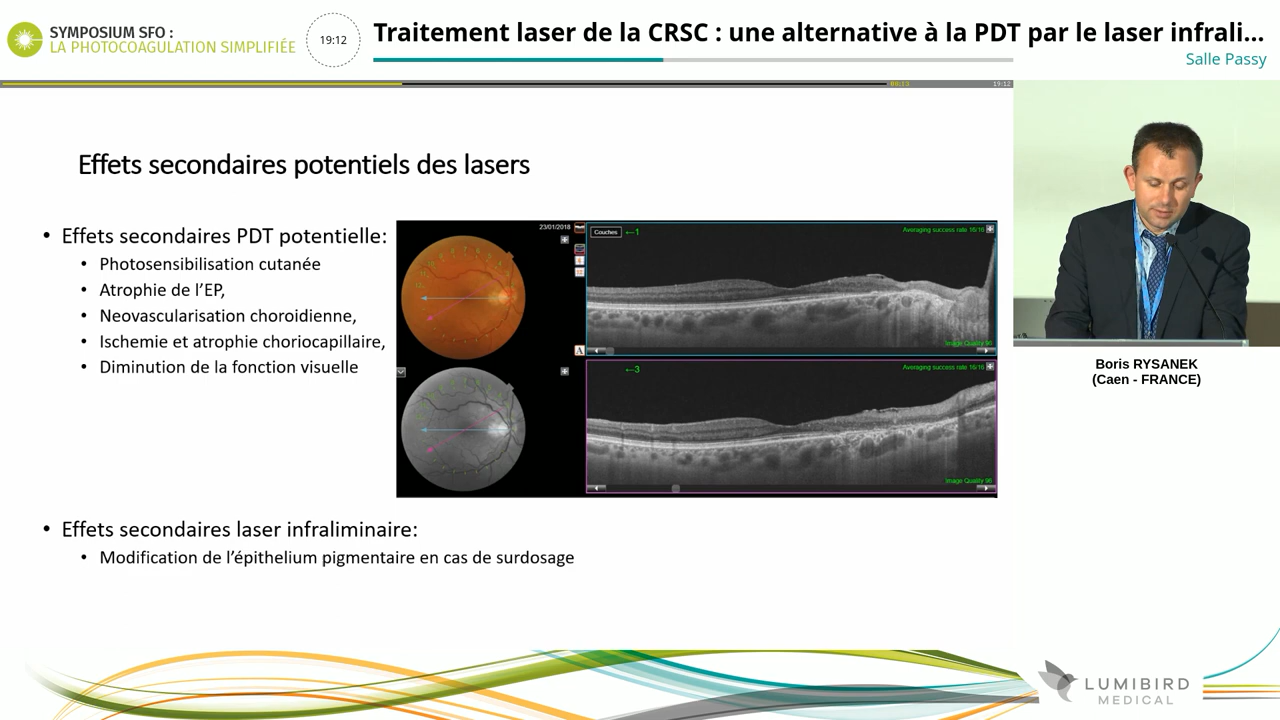 SYMPOSIUM SFO :
LA PHOTOCOAGULATION SIMPLIFIÉE
19:12
Traitement laser de la CRSC : une alternative à la PDT par le laser infrali...
Salle Passy
19:12
Effets secondaires potentiels des lasers
• Effets secondaires PDT potentielle:
• Photosensibilisation cutanée
• Atrophie de l’EP,
• Neovascularisation choroidienne,
• Ischemie et atrophie choriocapillaire,
• Diminution de la fonction visuelle
23/01/2018
Couches
←1
Averaging success rate 16/16
Image Quality 96
A
←3
Averaging success rate 16/16
Image Quality 96
• Effets secondaires laser infraliminaire:
• Modification de l’épithelium pigmentaire en cas de surdosage
Boris RYSANEK
(Caen - FRANCE)
LUMIBIRD
MEDICAL